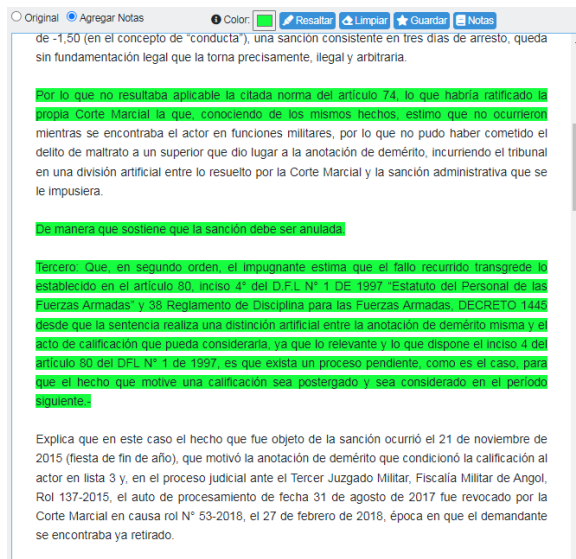 Original Agregar Notas Color: Resaltar Limpiar Guardar Notas
de -1,50 (en el concepto de “conducta”), una sanción consistente en tres días de arresto, queda
sin fundamentación legal que la torna precisamente, ilegal y arbitraria.
Por lo que no resultaba aplicable la citada norma del artículo 74, lo que habría ratificado la
propia Corte Marcial la que, conociendo de los mismos hechos, estimo que no ocurrieron
mientras se encontraba el actor en funciones militares, por lo que no pudo haber cometido el
delito de maltrato a un superior que dio lugar a la anotación de demérito, incurriendo el tribunal
en una división artificial entre lo resuelto por la Corte Marcial y la sanción administrativa que se
le impusiera.
De manera que sostiene que la sanción debe ser anulada.
Tercero: Que, en segundo orden, el impugnante estima que el fallo recurrido transgrede lo
establecido en el artículo 80, inciso 4° del D.F.L N° 1 DE 1997 “Estatuto del Personal de las
Fuerzas Armadas” y 38 Reglamento de Disciplina para las Fuerzas Armadas, DECRETO 1445
desde que la sentencia realiza una distinción artificial entre la anotación de demérito misma y el
acto de calificación que pueda considerarla, ya que lo relevante y lo que dispone el inciso 4 del
artículo 80 del DFL N° 1 de 1997, es que exista un proceso pendiente, como es el caso, para
que el hecho que motive una calificación sea postergado y sea considerado en el período
siguiente.-
Explica que en este caso el hecho que fue objeto de la sanción ocurrió el 21 de noviembre de
2015 (fiesta de fin de año), que motivó la anotación de demérito que condicionó la calificación al
actor en lista 3 y, en el proceso judicial ante el Tercer Juzgado Militar, Fiscalía Militar de Angol,
Rol 137-2015, el auto de procesamiento de fecha 31 de agosto de 2017 fue revocado por la
Corte Marcial en causa rol N° 53-2018, el 27 de febrero de 2018, época en que el demandante
se encontraba ya retirado.